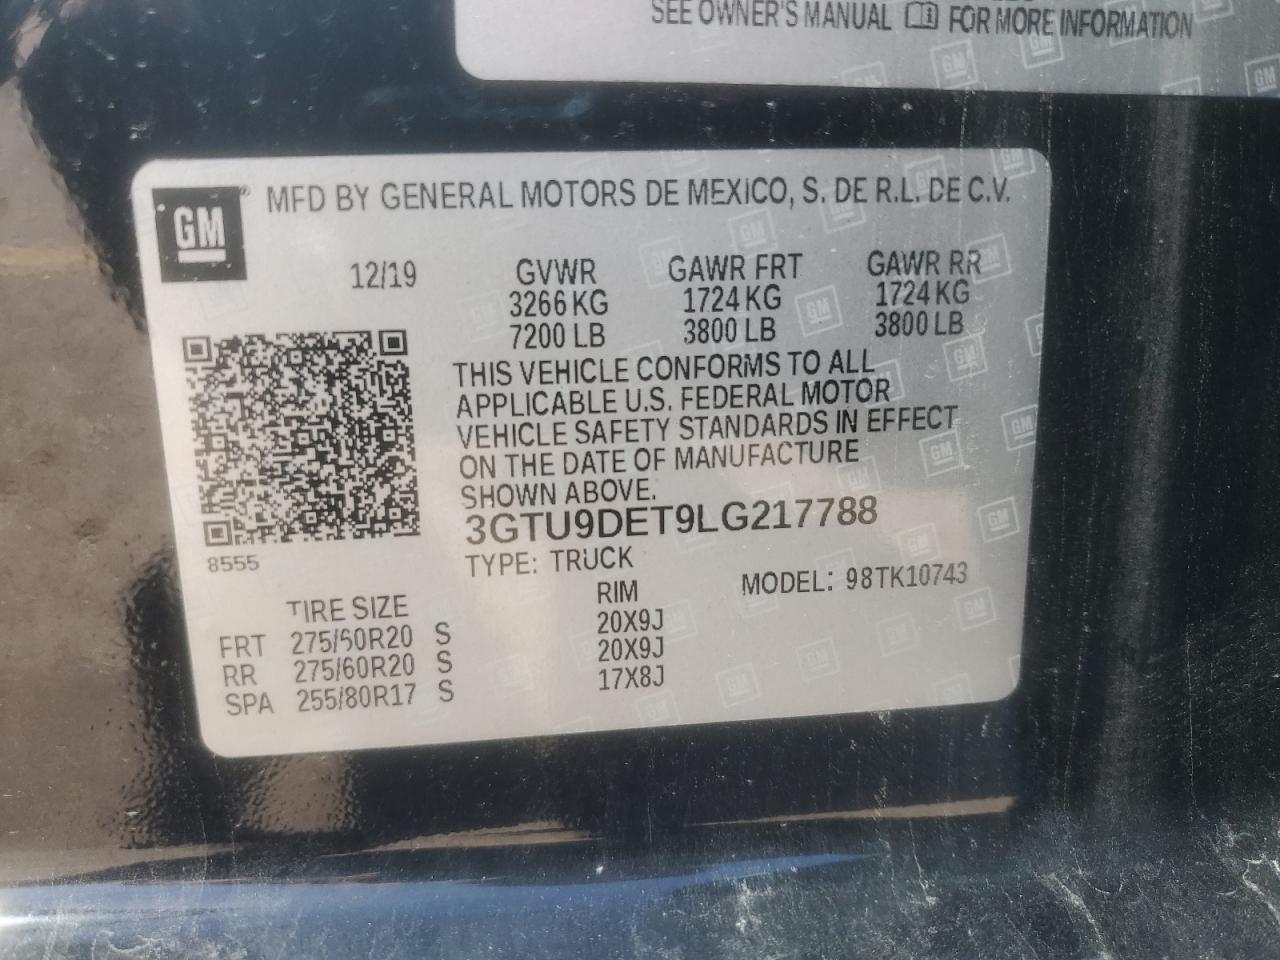 SEE OWNER'S MANUAL FOR MORE INFORMATION
GM ® MFD BY GENERAL MOTORS DE MEXICO, S. DE R.L. DE C.V.
12/19 GVWR GAWR FRT GAWR RR
3266 KG 1724 KG 1724 KG
7200 LB 3800 LB 3800 LB
THIS VEHICLE CONFORMS TO ALL
APPLICABLE U.S. FEDERAL MOTOR
VEHICLE SAFETY STANDARDS IN EFFECT
ON THE DATE OF MANUFACTURE
SHOWN ABOVE.
3GTU9DET9LG217788
8555
TYPE: TRUCK MODEL: 98TK10743
TIRE SIZE RIM
FRT 275/60R20 S 20X9J
RR 275/60R20 S 20X9J
SPA 255/80R17 S 17X8J